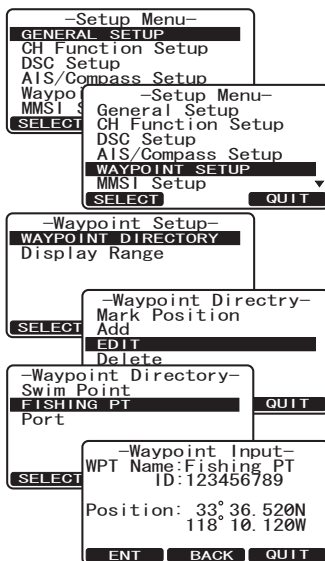 –Setup Menu–
GENERAL SETUP
CH Function Setup
DSC Setup
AIS/Compass Setup
SELECT
–Setup Menu–
General Setup
CH Function Setup
DSC Setup
AIS/Compass Setup
WAYPOINT SETUP
MMSI Setup ▼
SELECT QUIT
–Waypoint Setup–
WAYPOINT DIRECTORY
Display Range
SELECT
–Waypoint Directry–
Mark Position
Add
EDIT
Delete
QUIT
–Waypoint Directory–
Swim Point
FISHING PT
Port
SELECT
–Waypoint Input–
WPT Name:Fishing PT
ID:123456789
Position: 33°36.520N
118°10.120W
ENT BACK QUIT